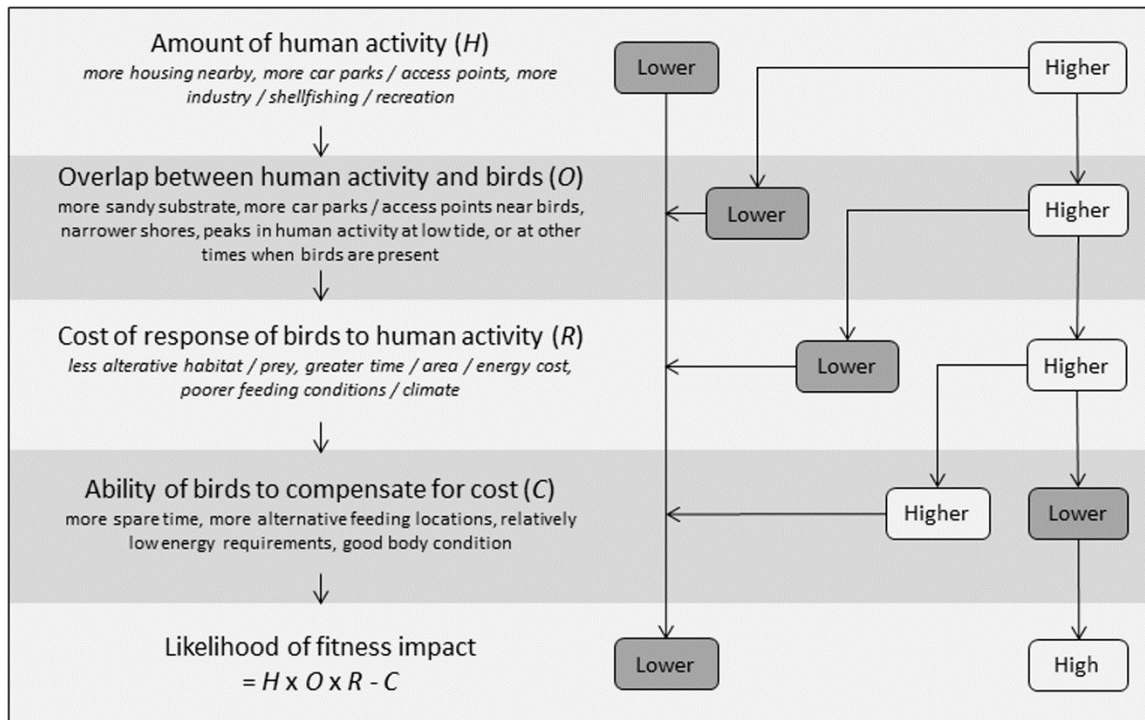 Amount of human activity (H)
more housing nearby, more car parks / access points, more
industry / shellfishing / recreation
Lower
Higher
Overlap between human activity and birds (O)
more sandy substrate, more car parks / access points near birds,
narrower shores, peaks in human activity at low tide, or at other
times when birds are present
Lower
Higher
Cost of response of birds to human activity (R)
less alterative habitat / prey, greater time / area / energy cost,
poorer feeding conditions / climate
Lower
Higher
Ability of birds to compensate for cost (C)
more spare time, more alternative feeding locations, relatively
low energy requirements, good body condition
Higher
Lower
Likelihood of fitness impact
= H x O x R - C
Lower
High